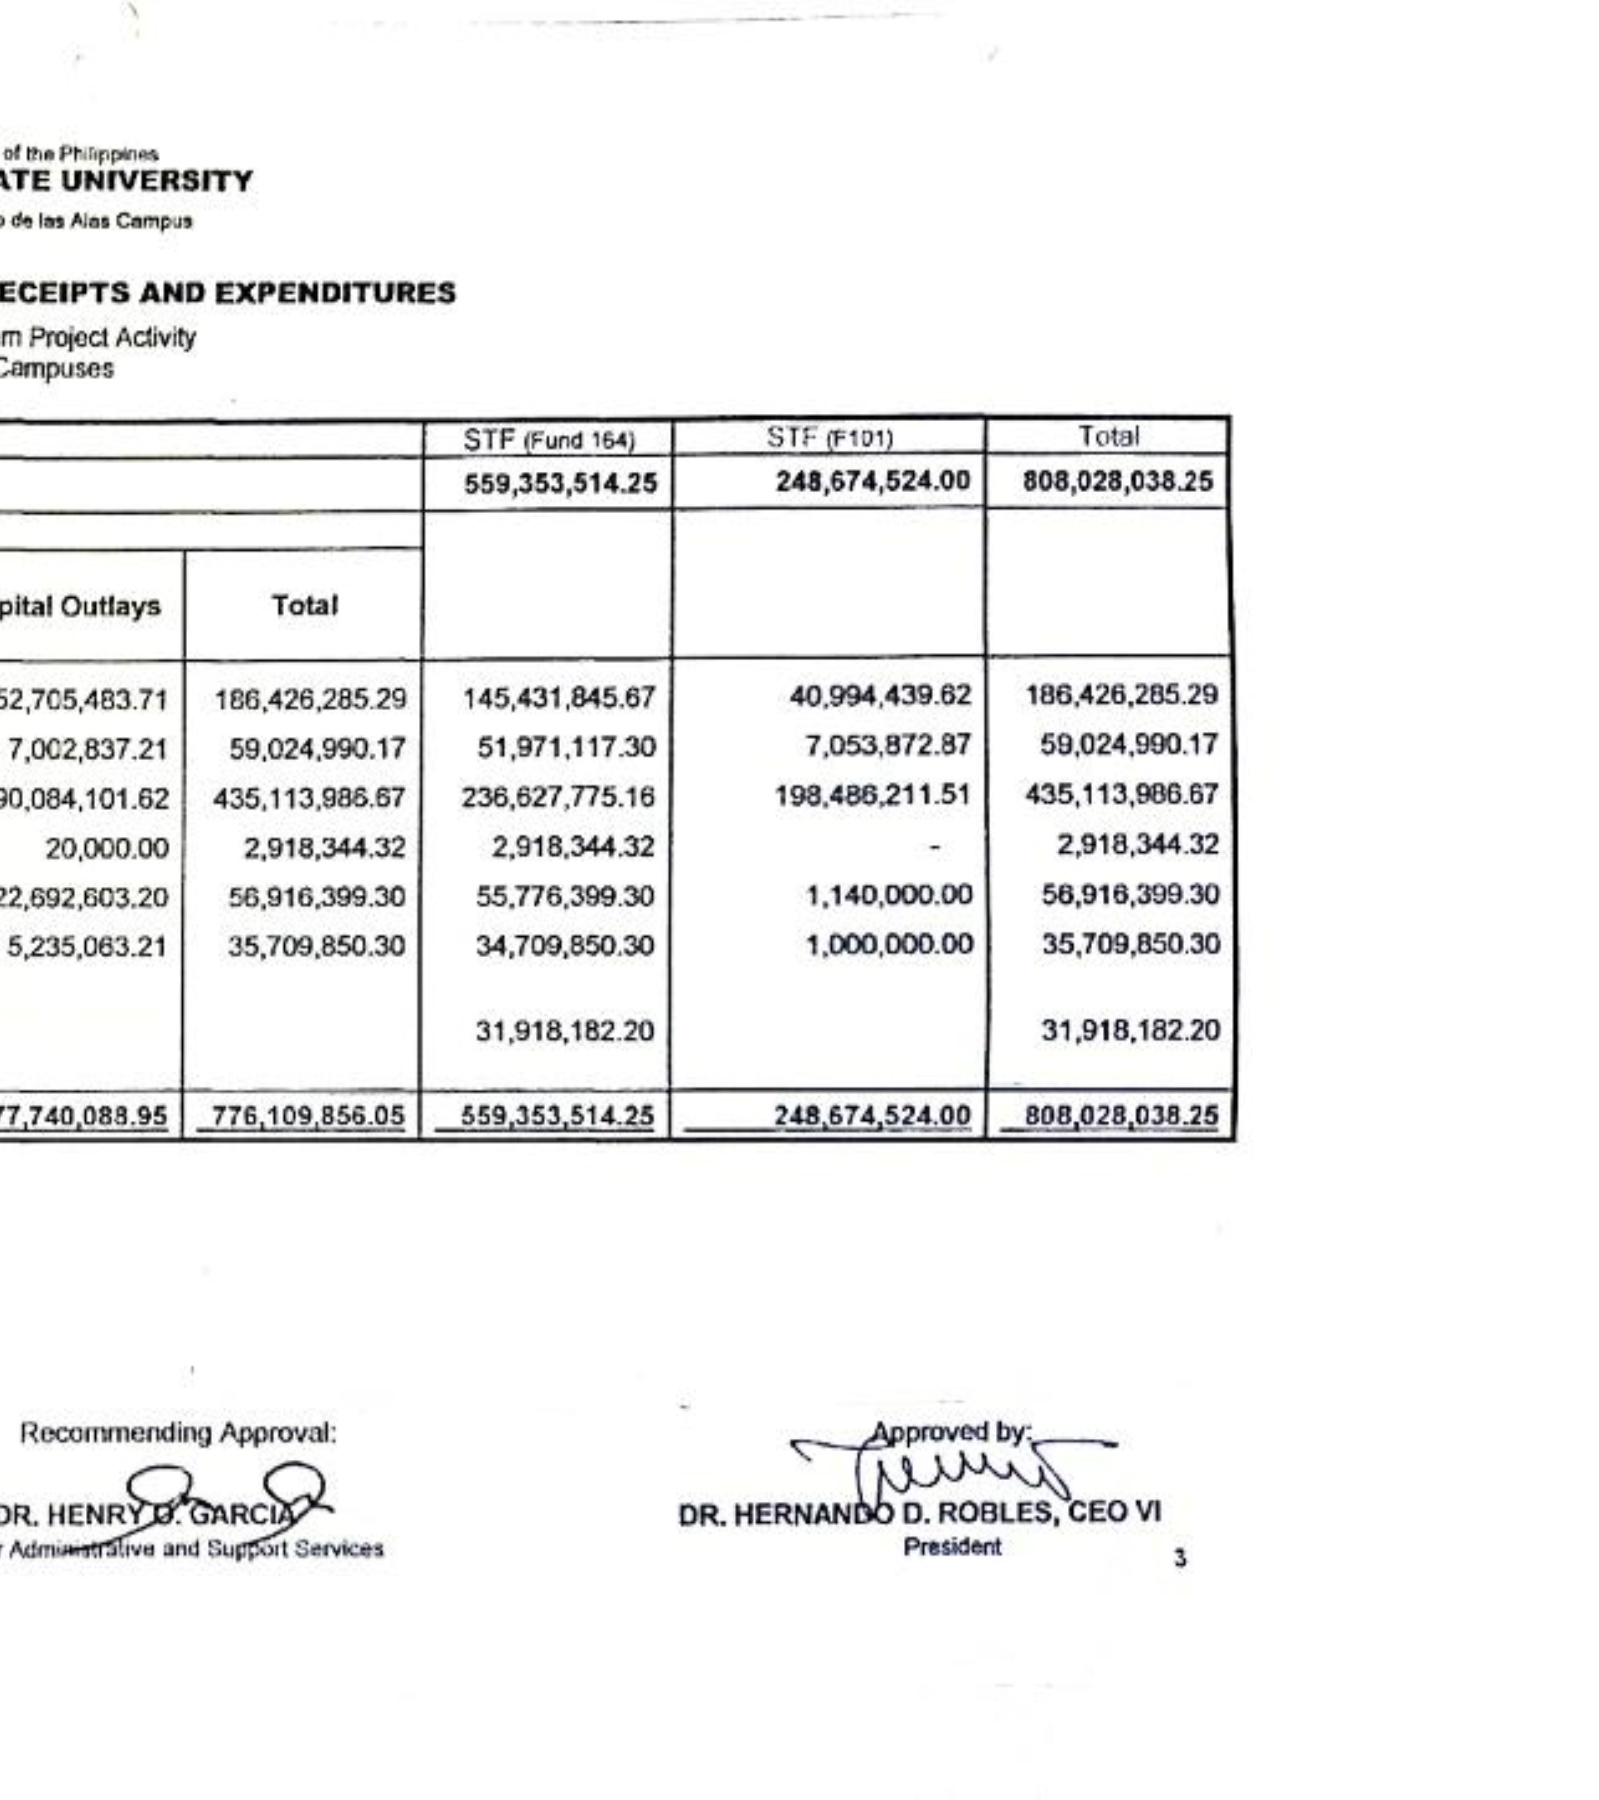 of the Philippines
ATE UNIVERSITY
o de las Alas Campus
ECEIPTS AND EXPENDITURES
m Project Activity
Campuses
STF (Fund 164) STF (F101) Total
559,353,514.25 248,674,524.00 808,028,038.25
pital Outlays Total
52,705,483.71 186,426,285.29 145,431,845.67 40,994,439.62 186,426,285.29
7,002,837.21 59,024,990.17 51,971,117.30 7,053,872.87 59,024,990.17
90,084,101.62 435,113,986.67 236,627,775.16 198,486,211.51 435,113,986.67
20,000.00 2,918,344.32 2,918,344.32 - 2,918,344.32
22,692,603.20 56,916,399.30 55,776,399.30 1,140,000.00 56,916,399.30
5,235,063.21 35,709,850.30 34,709,850.30 1,000,000.00 35,709,850.30
31,918,182.20 31,918,182.20
77,740,088.95 776,109,856.05 559,353,514.25 248,674,524.00 808,028,038.25
Recommending Approval: Approved by:
DR. HENRY O. GARCIA DR. HERNANDO D. ROBLES, CEO VI
r Administrative and Support Services President
3